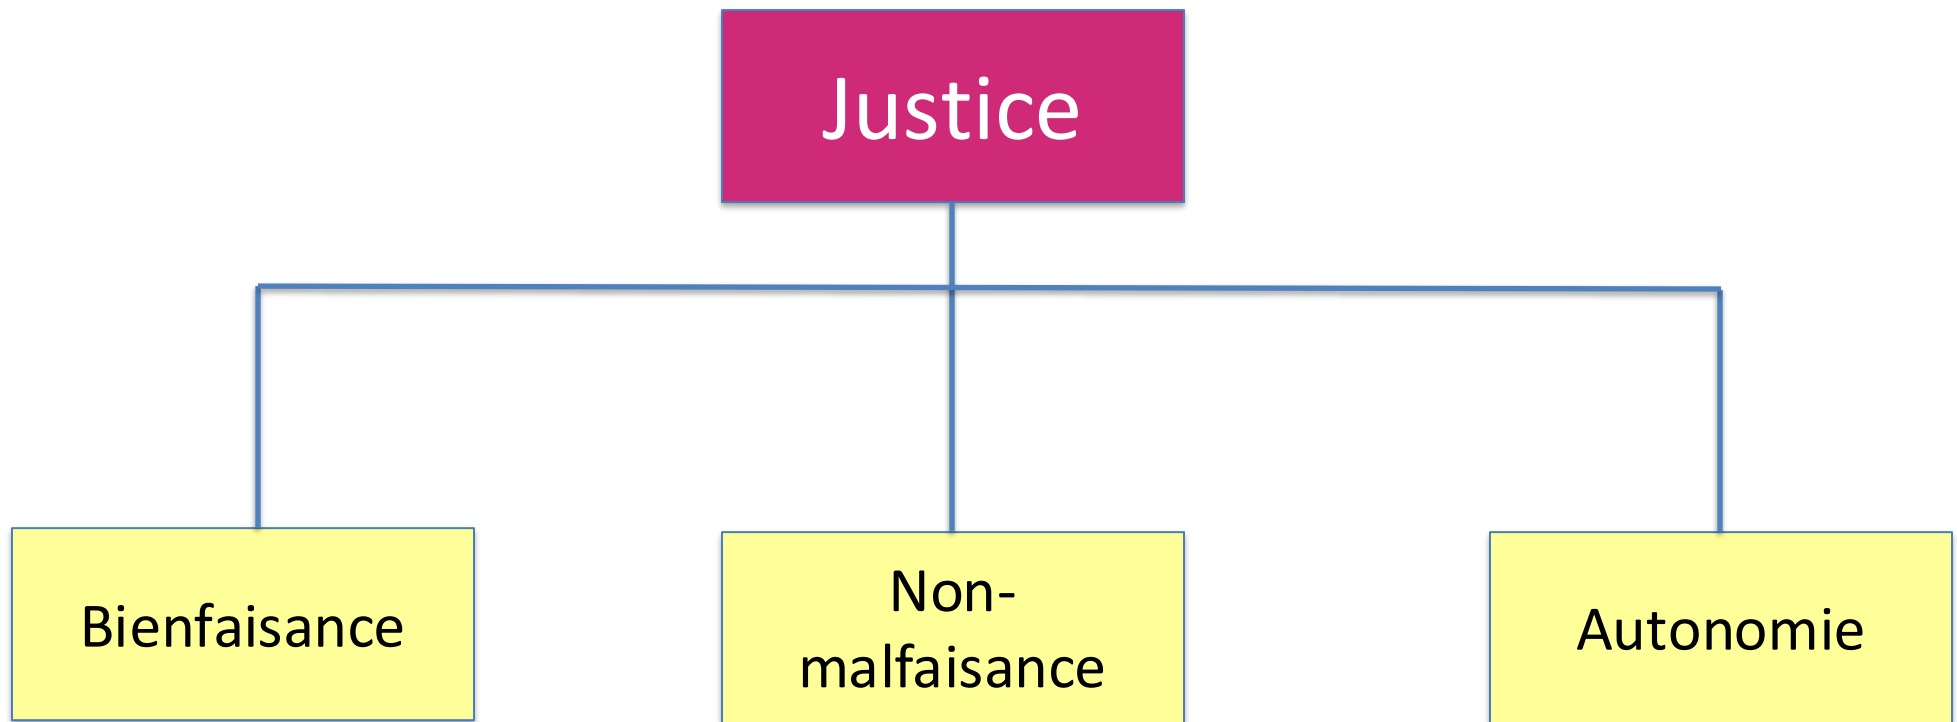 Justice
Bienfaisance
Non-
malfaisance
Autonomie